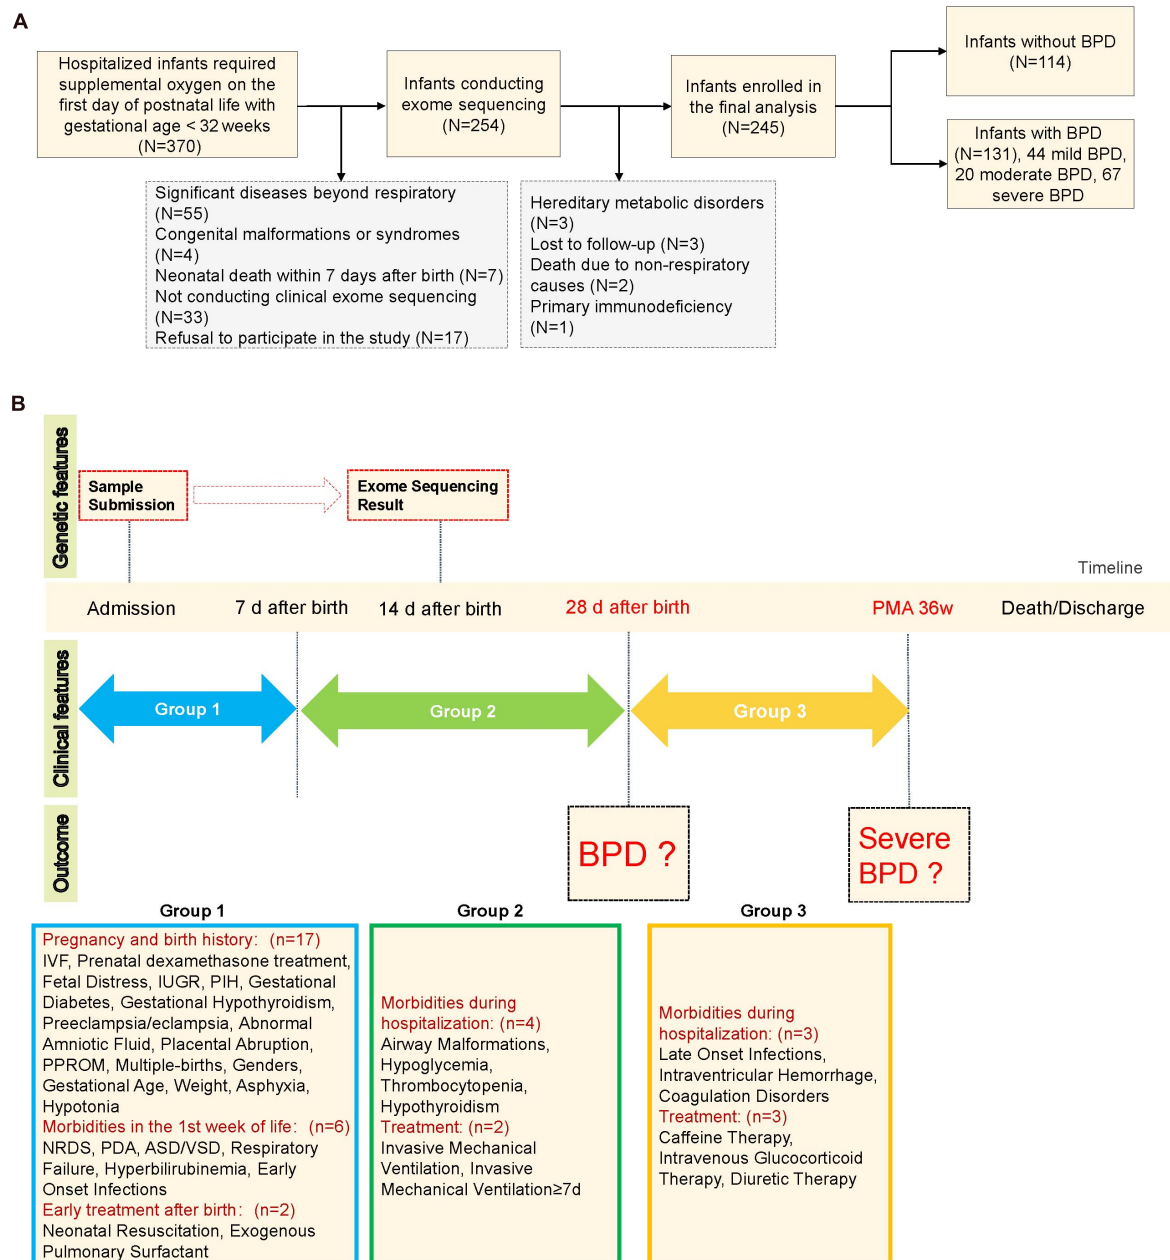 A
Hospitalized infants required
supplemental oxygen on the
first day of postnatal life with
gestational age < 32 weeks
(N=370)
Infants conducting
exome sequencing
(N=254)
Infants enrolled in
the final analysis
(N=245)
Infants without BPD
(N=114)
Infants with BPD
(N=131), 44 mild BPD,
20 moderate BPD, 67
severe BPD
Significant diseases beyond respiratory
(N=55)
Congenital malformations or syndromes
(N=4)
Neonatal death within 7 days after birth (N=7)
Not conducting clinical exome sequencing
(N=33)
Refusal to participate in the study (N=17)
Hereditary metabolic disorders
(N=3)
Lost to follow-up (N=3)
Death due to non-respiratory
causes (N=2)
Primary immunodeficiency
(N=1)
B
Genetic features
Sample
Submission
Exome Sequencing
Result
Timeline
Admission
7 d after birth
14 d after birth
28 d after birth
PMA 36w
Death/Discharge
Clinical features
Group 1
Group 2
Group 3
Outcome
BPD ?
Severe
BPD ?
Group 1
Pregnancy and birth history: (n=17)
IVF, Prenatal dexamethasone treatment,
Fetal Distress, IUGR, PIH, Gestational
Diabetes, Gestational Hypothyroidism,
Preeclampsia/eclampsia, Abnormal
Amniotic Fluid, Placental Abruption,
PPROM, Multiple-births, Genders,
Gestational Age, Weight, Asphyxia,
Hypotonia
Morbidities in the 1st week of life: (n=6)
NRDS, PDA, ASD/VSD, Respiratory
Failure, Hyperbilirubinemia, Early
Onset Infections
Early treatment after birth: (n=2)
Neonatal Resuscitation, Exogenous
Pulmonary Surfactant
Group 2
Morbidities during
hospitalization: (n=4)
Airway Malformations,
Hypoglycemia,
Thrombocytopenia,
Hypothyroidism
Treatment: (n=2)
Invasive Mechanical
Ventilation, Invasive
Mechanical Ventilation≥7d
Group 3
Morbidities during
hospitalization: (n=3)
Late Onset Infections,
Intraventricular Hemorrhage,
Coagulation Disorders
Treatment: (n=3)
Caffeine Therapy,
Intravenous Glucocorticoid
Therapy, Diuretic Therapy